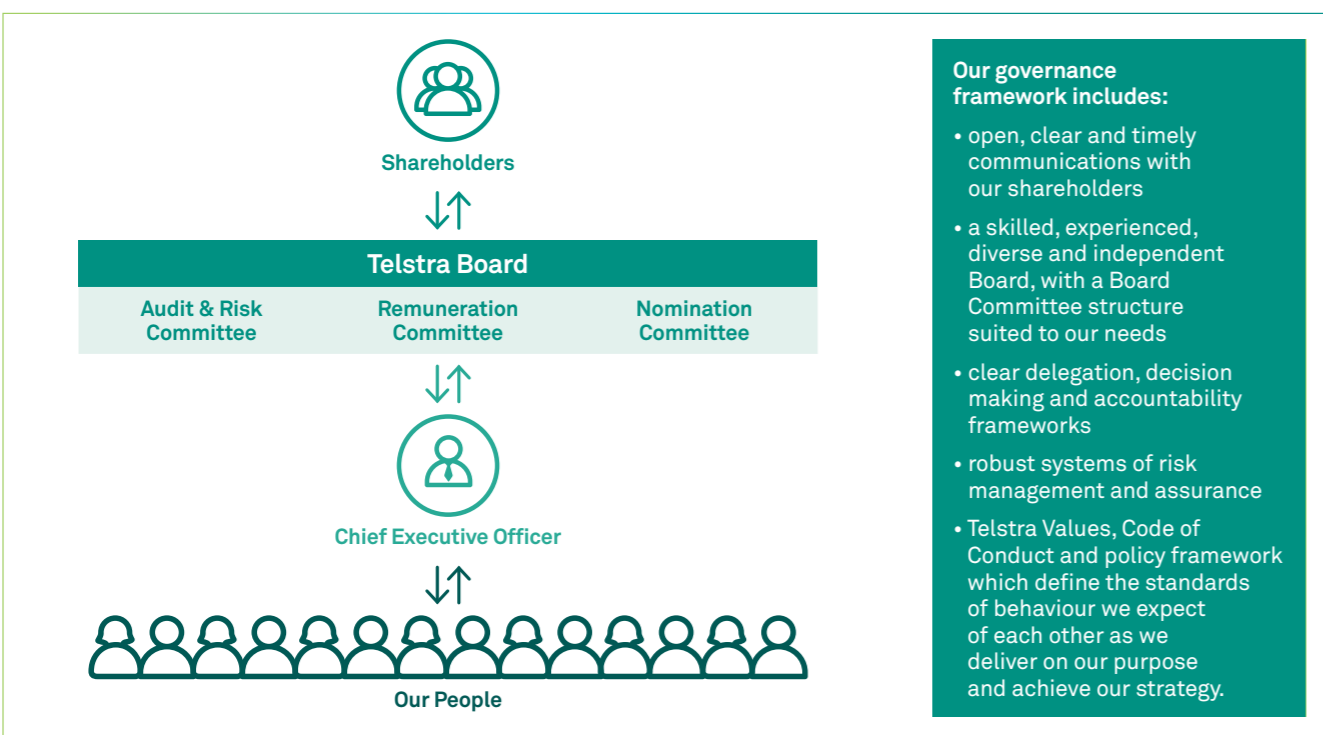 Shareholders
Telstra Board
Audit & Risk
Committee
Remuneration
Committee
Nomination
Committee
Chief Executive Officer
Our People
Our governance
framework includes:
• open, clear and timely
communications with
our shareholders
• a skilled, experienced,
diverse and independent
Board, with a Board
Committee structure
suited to our needs
• clear delegation, decision
making and accountability
frameworks
• robust systems of risk
management and assurance
• Telstra Values, Code of
Conduct and policy framework
which define the standards
of behaviour we expect
of each other as we
deliver on our purpose
and achieve our strategy.